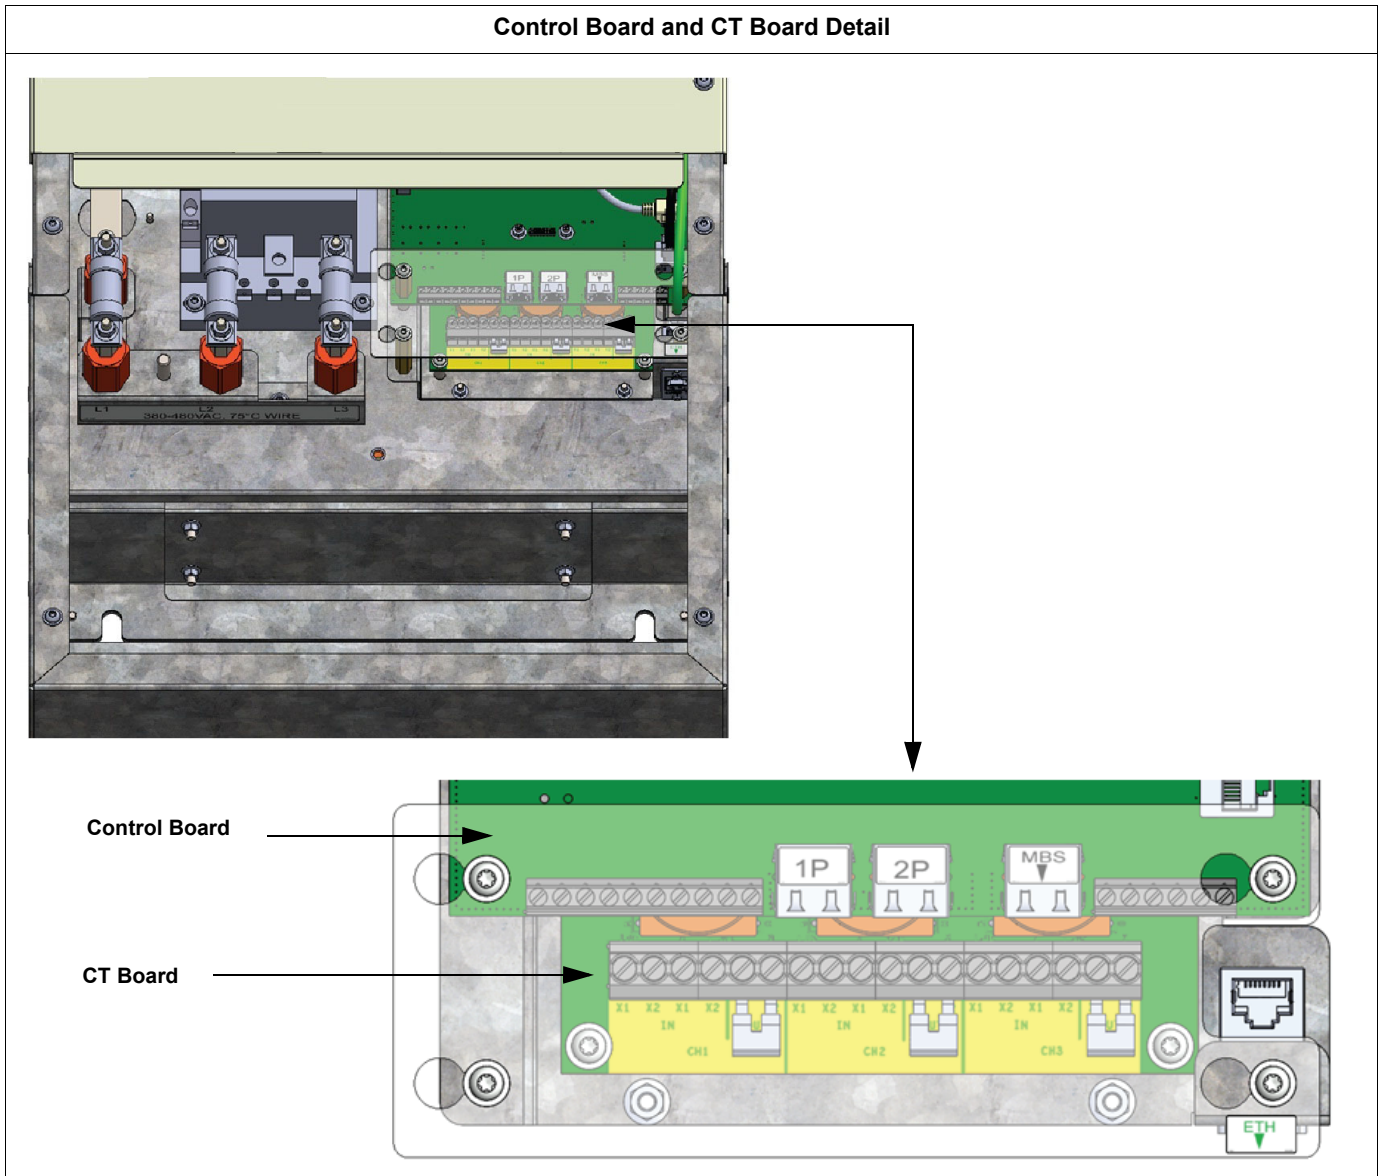 Control Board and CT Board Detail
1P 2P MBS
L1 L2 L3
380-480VAC, 75°C WIRE
Control Board
1P 2P MBS
CT Board
X1 X2 X1 X2 X1 X2 X1 X2 X1 X2 X1 X2
IN IN IN
CH1 CH2 CH3
ETH